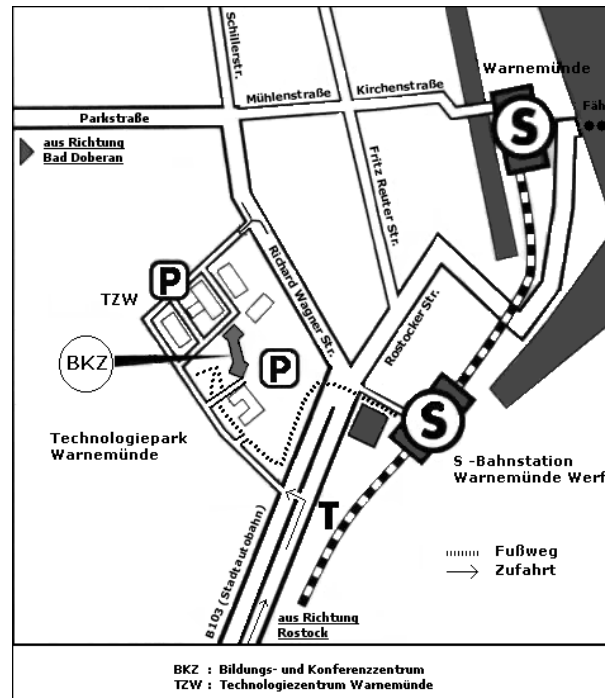 Schillerstr.
Warnemünde
Mühlenstraße
Kirchenstraße
Parkstraße
Fäh
S
aus Richtung
Bad Doberan
Fritz Reuter Str.
P
TZW
Richard Wagner Str.
Rostocker Str.
BKZ
P
S
Technologiepark
Warnemünde
S -Bahnstation
Warnemünde Werf
T
B103 (Stadtautobahn)
Fußweg
Zufahrt
aus Richtung
Rostock
BKZ : Bildungs- und Konferenzzentrum
TZW : Technologiezentrum Warnemünde